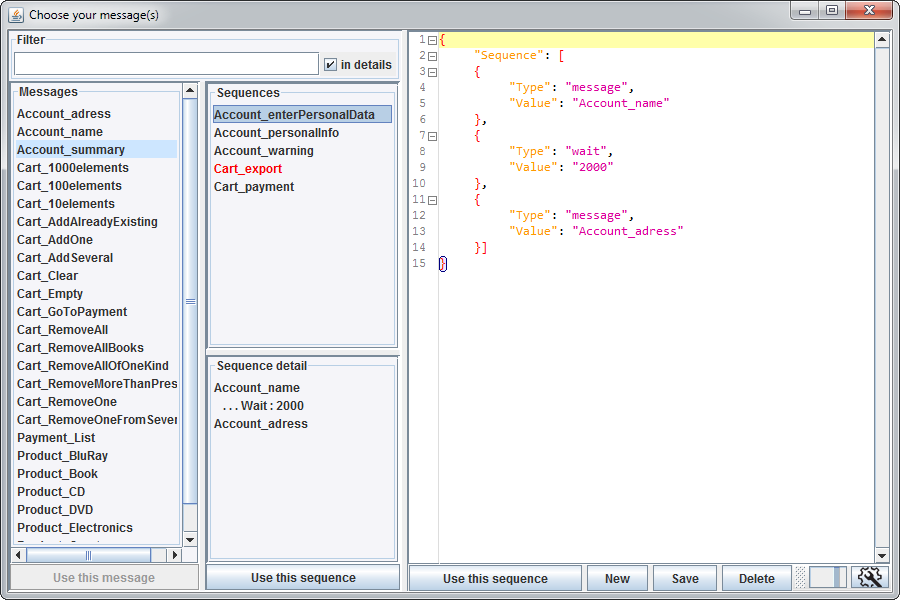 Choose your message(s)
Filter
in details
Messages
Account_adress
Account_name
Account_summary
Cart_1000elements
Cart_100elements
Cart_10elements
Cart_AddAlreadyExisting
Cart_AddOne
Cart_AddSeveral
Cart_Clear
Cart_Empty
Cart_GoToPayment
Cart_RemoveAll
Cart_RemoveAllBooks
Cart_RemoveAllOfOneKind
Cart_RemoveMoreThanPres
Cart_RemoveOne
Cart_RemoveOneFromSever
Payment_List
Product_BluRay
Product_Book
Product_CD
Product_DVD
Product_Electronics
Use this message
Sequences
Account_enterPersonalData
Account_personalInfo
Account_warning
Cart_export
Cart_payment
Sequence detail
Account_name
. . . Wait : 2000
Account_adress
Use this sequence
1 {
2 "Sequence": [
3 {
4 "Type": "message",
5 "Value": "Account_name"
6 },
7 {
8 "Type": "wait",
9 "Value": "2000"
10 },
11 {
12 "Type": "message",
13 "Value": "Account_adress"
14 }]
15 }
Use this sequence
New
Save
Delete